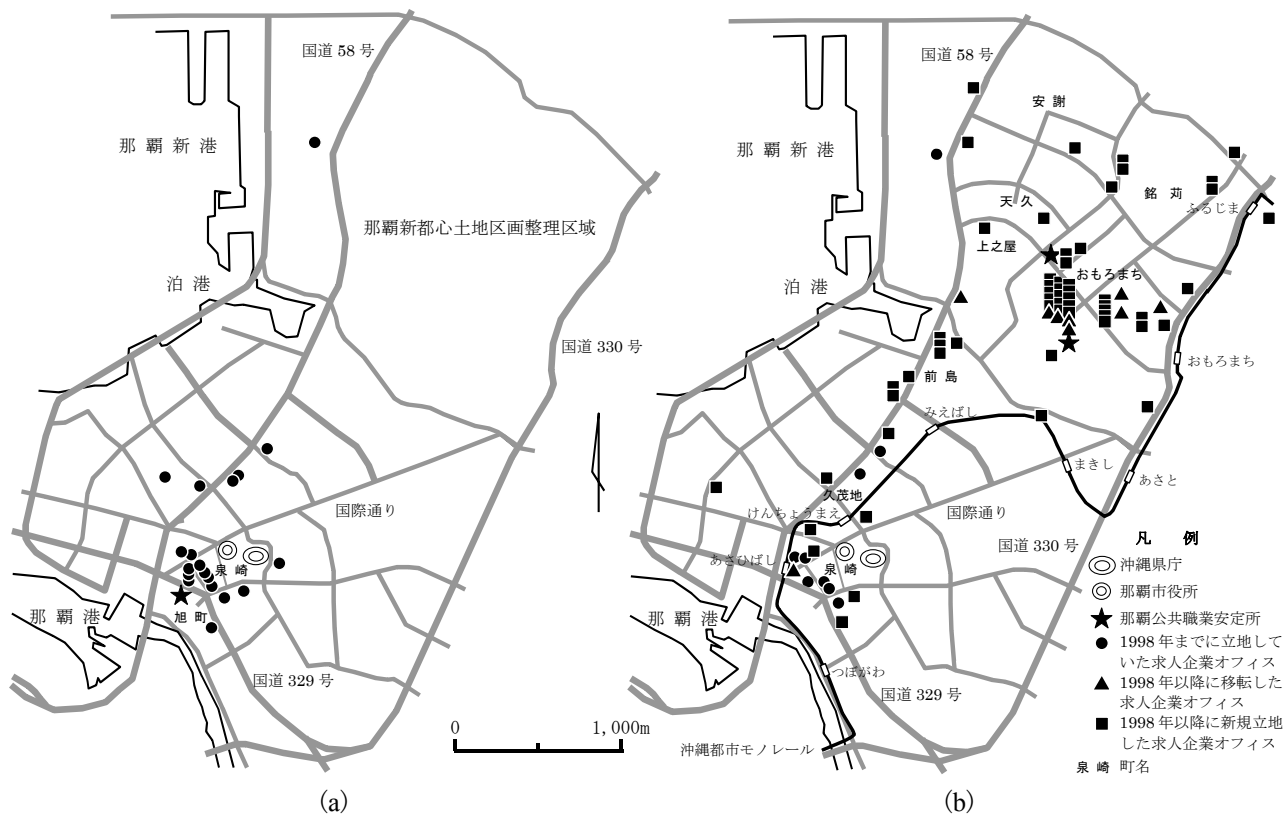 国道 58 号
那覇新港
那覇新都心土地区画整理区域
泊港
国道 330 号
国際通り
泉崎
旭町
那覇港
国道 329 号
0 1,000m
(a)
国道 58 号
安謝
那覇新港
銘苅
天久
ふるじま
上之屋
おもろまち
泊港
おもろまち
前島
みえばし
まきし
あさと
久茂地
国際通り
けんちょうまえ
国道 330 号
あさひばし
泉崎
那覇港
つぼがわ
国道 329 号
沖縄都市モノレール
凡 例
沖縄県庁
那覇市役所
那覇公共職業安定所
1998 年までに立地して
いた求人企業オフィス
1998 年以降に移転した
求人企業オフィス
1998 年以降に新規立地
した求人企業オフィス
泉崎 町名
(b)